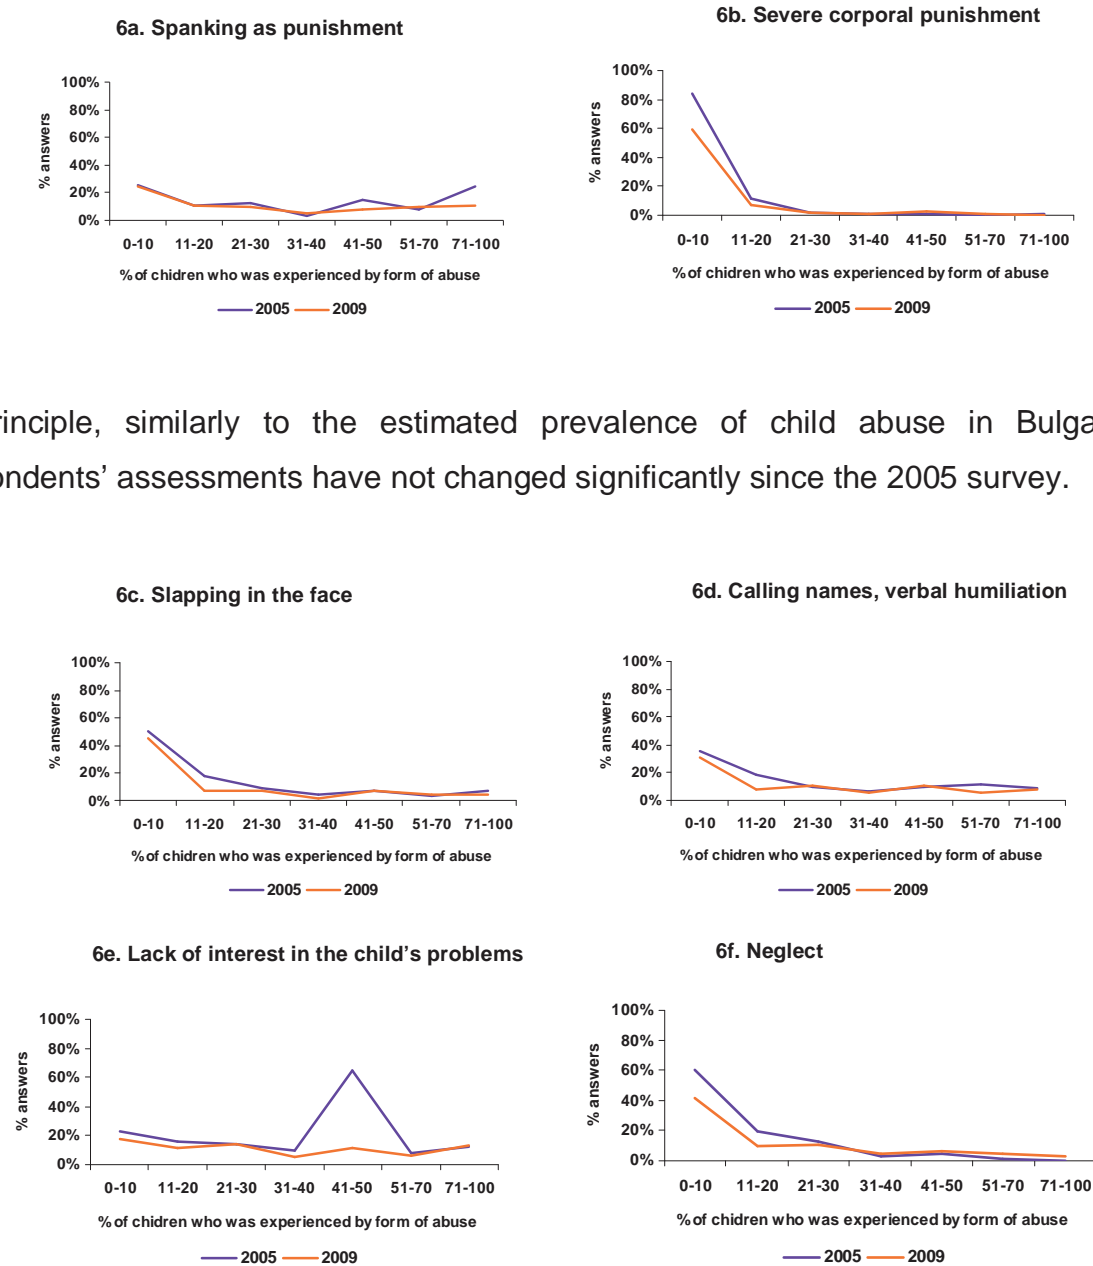 6a. Spanking as punishment
100%
80%
60%
40%
20%
0%
% answers
0-10 11-20 21-30 31-40 41-50 51-70 71-100
% of chidren who was experienced by form of abuse
2005 2009
6b. Severe corporal punishment
100%
80%
60%
40%
20%
0%
% answers
0-10 11-20 21-30 31-40 41-50 51-70 71-100
% of chidren who was experienced by form of abuse
2005 2009
rinciple, similarly to the estimated prevalence of child abuse in Bulga
ondents’ assessments have not changed significantly since the 2005 survey.
6c. Slapping in the face
100%
80%
60%
40%
20%
0%
% answers
0-10 11-20 21-30 31-40 41-50 51-70 71-100
% of chidren who was experienced by form of abuse
2005 2009
6d. Calling names, verbal humiliation
100%
80%
60%
40%
20%
0%
% answers
0-10 11-20 21-30 31-40 41-50 51-70 71-100
% of chidren who was experienced by form of abuse
2005 2009
6e. Lack of interest in the child’s problems
100%
80%
60%
40%
20%
0%
% answers
0-10 11-20 21-30 31-40 41-50 51-70 71-100
% of chidren who was experienced by form of abuse
2005 2009
6f. Neglect
100%
80%
60%
40%
20%
0%
% answers
0-10 11-20 21-30 31-40 41-50 51-70 71-100
% of chidren who was experienced by form of abuse
2005 2009